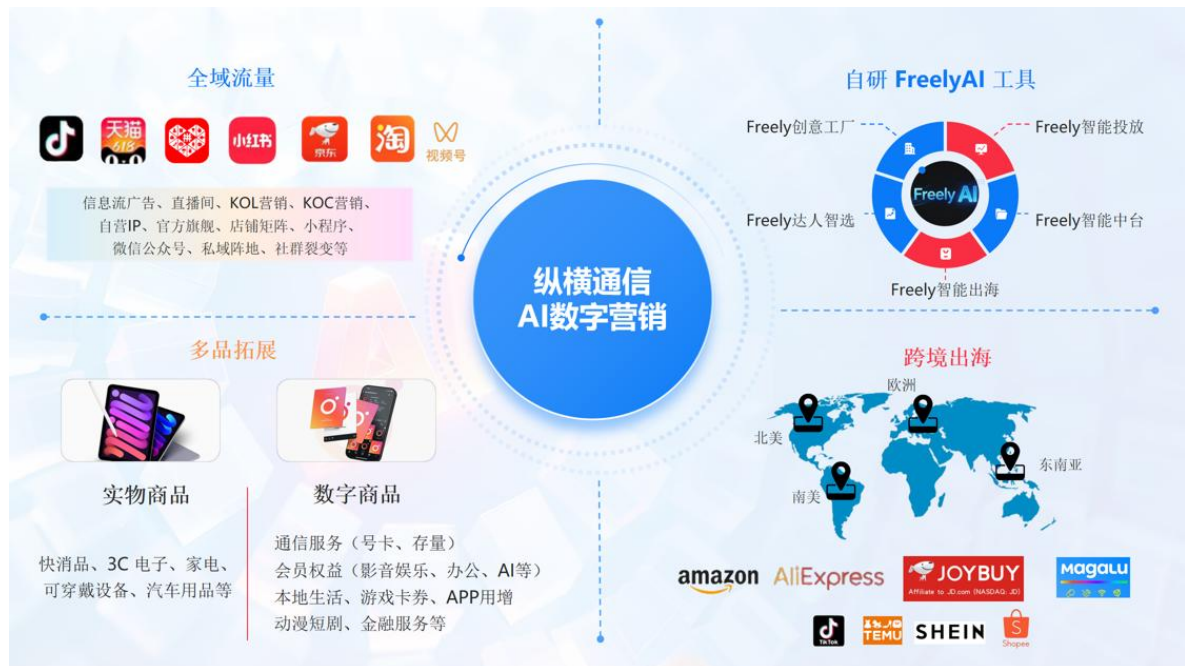 全域流量
天猫
618
小红书
京东
淘
视频号
信息流广告、直播间、KOL营销、KOC营销、
自营IP、官方旗舰、店铺矩阵、小程序、
微信公众号、私域阵地、社群裂变等
自研 FreelyAI 工具
Freely创意工厂
Freely智能投放
Freely AI
Freely达人智选
Freely智能中台
Freely智能出海
纵横通信
AI数字营销
多品拓展
实物商品
快消品、3C 电子、家电、
可穿戴设备、汽车用品等
数字商品
通信服务（号卡、存量）
会员权益（影音娱乐、办公、AI等）
本地生活、游戏卡券、APP用增
动漫短剧、金融服务等
跨境出海
欧洲
北美
东南亚
南美
amazon
AliExpress
JOYBUY
Affiliate to JD.com (NASDAQ: JD)
MagaLu
TikTok
TEMU
SHEIN
Shopee